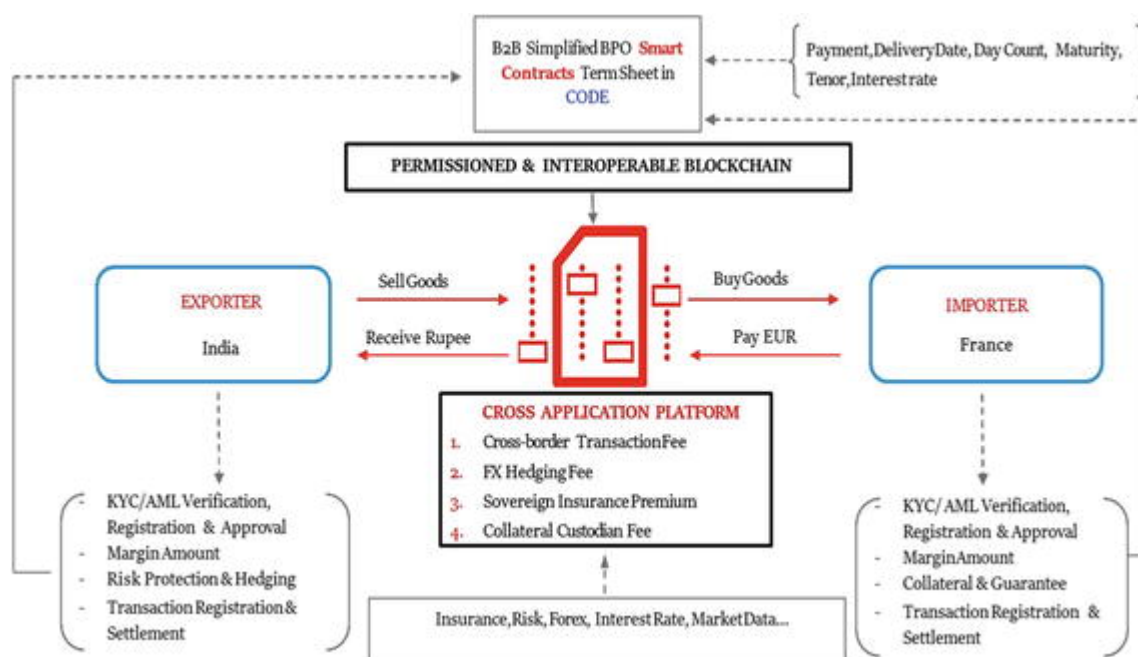 B2B Simplified BPO Smart
Contracts Term Sheet in
CODE
Payment,Delivery Date, Day Count, Maturity,
Tenor,Interest rate
PERMISSIONED & INTEROPERABLE BLOCKCHAIN
EXPORTER
India
Sell Goods
Receive Rupee
Buy Goods
Pay EUR
IMPORTER
France
CROSS APPLICATION PLATFORM
1. Cross-border Transaction Fee
2. FX Hedging Fee
3. Sovereign Insurance Premium
4. Collateral Custodian Fee
- KYC/AML Verification,
Registration & Approval
- Margin Amount
- Risk Protection & Hedging
- Transaction Registration &
Settlement
Insurance,Risk, Forex, Interest Rate, Market Data...
- KYC/ AML Verification,
Registration & Approval
- Margin Amount
- Collateral & Guarantee
- Transaction Registration &
Settlement